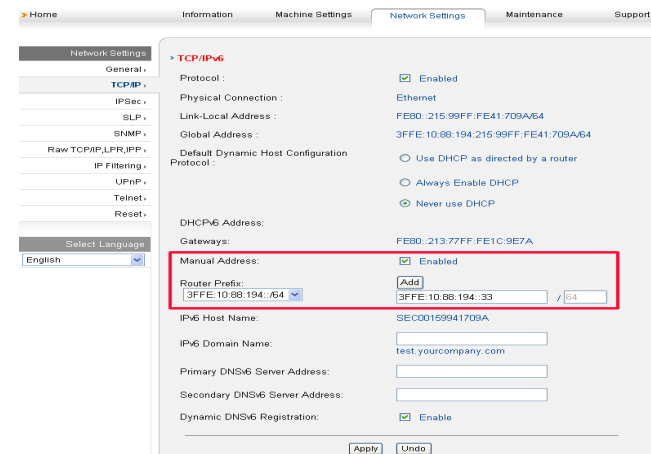 > Home Information Machine Settings Network Settings Maintenance Support
Network Settings
General
TCP/IP
IPSec
SLP
SNMP
Raw TCP/IP,LPR,IPP
IP Filtering
UPnP
Telnet
Reset
Select Language
English
> TCP/IPv6
Protocol : Enabled
Physical Connection : Ethernet
Link-Local Address : FE80::215:99FF:FE41:709A/64
Global Address : 3FFE:10:88:194:215:99FF:FE41:709A/64
Default Dynamic Host Configuration
Protocol : Use DHCP as directed by a router
Always Enable DHCP
Never use DHCP
DHCPv6 Address:
Gateways: FE80::213:77FF:FE1C:9E7A
Manual Address: Enabled
Router Prefix: Add
3FFE:10:88:194::/64 3FFE:10:88:194::33 / 64
IPv6 Host Name: SEC00159941709A
IPv6 Domain Name:
test.yourcompany.com
Primary DNSv6 Server Address:
Secondary DNSv6 Server Address:
Dynamic DNSv6 Registration: Enable
Apply Undo